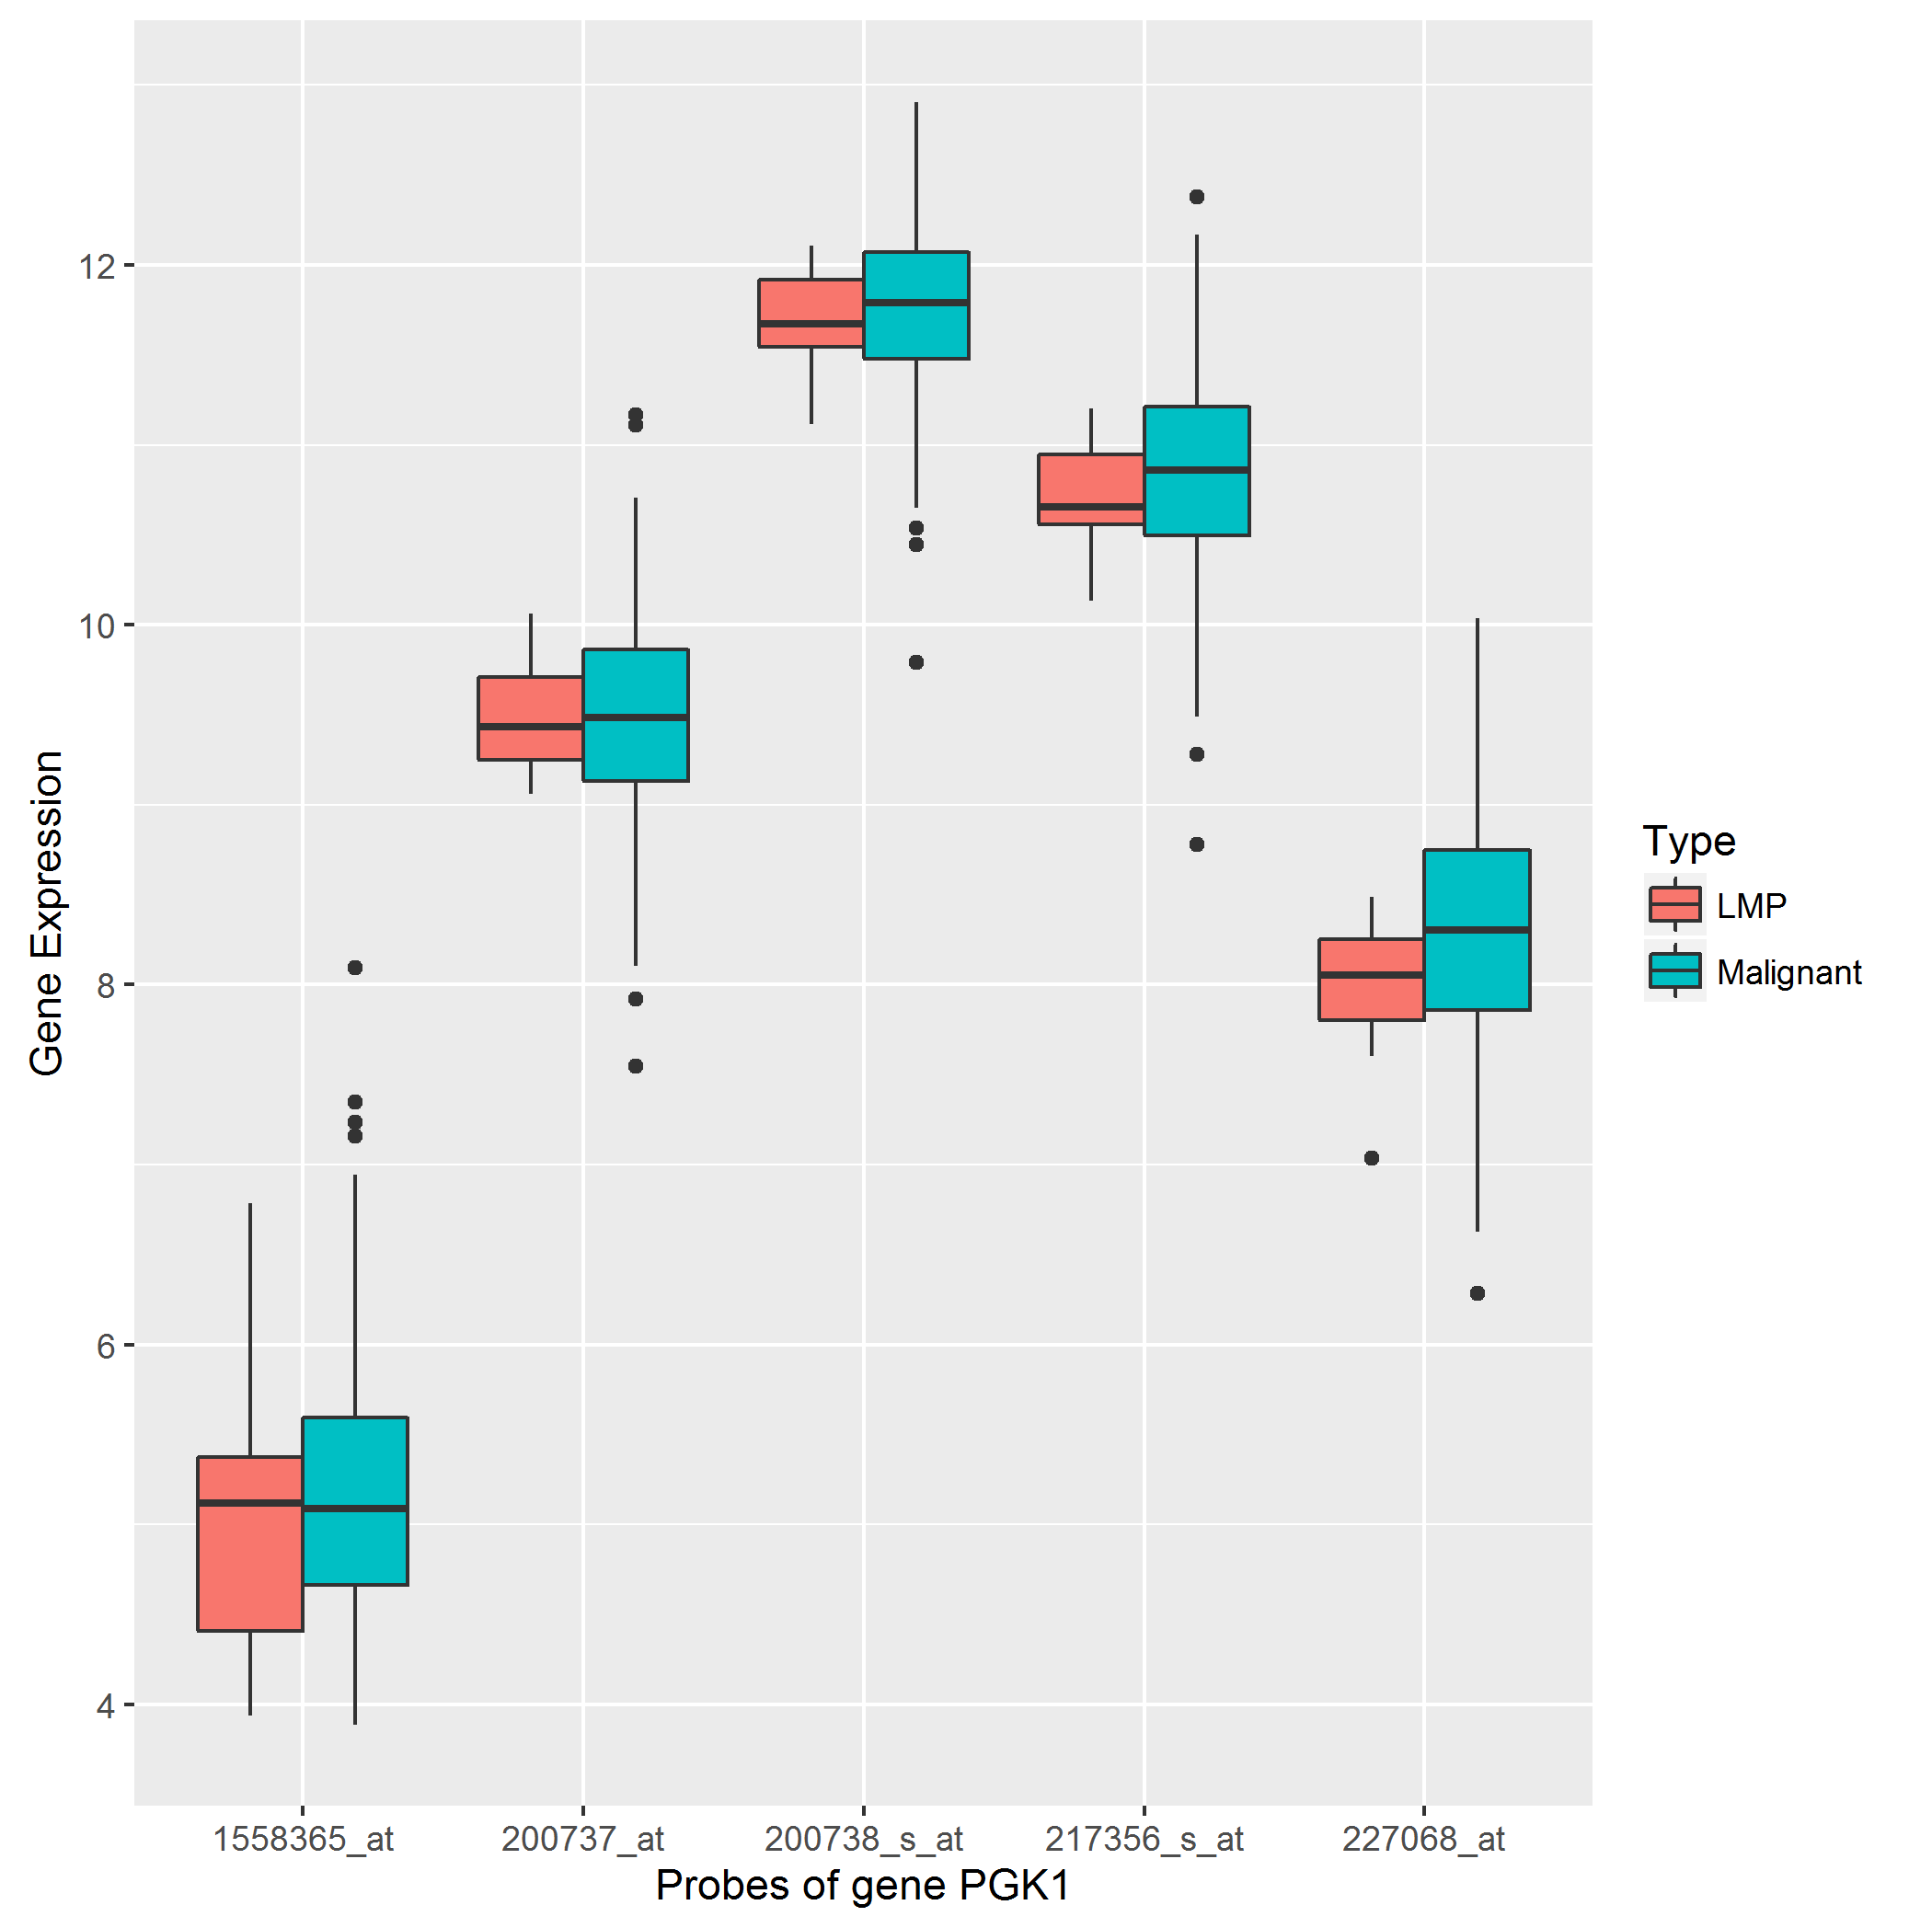 Gene Expression
12
10
8
6
4
1558365_at
200737_at
200738_s_at
217356_s_at
227068_at
Probes of gene PGK1
Type
LMP
Malignant